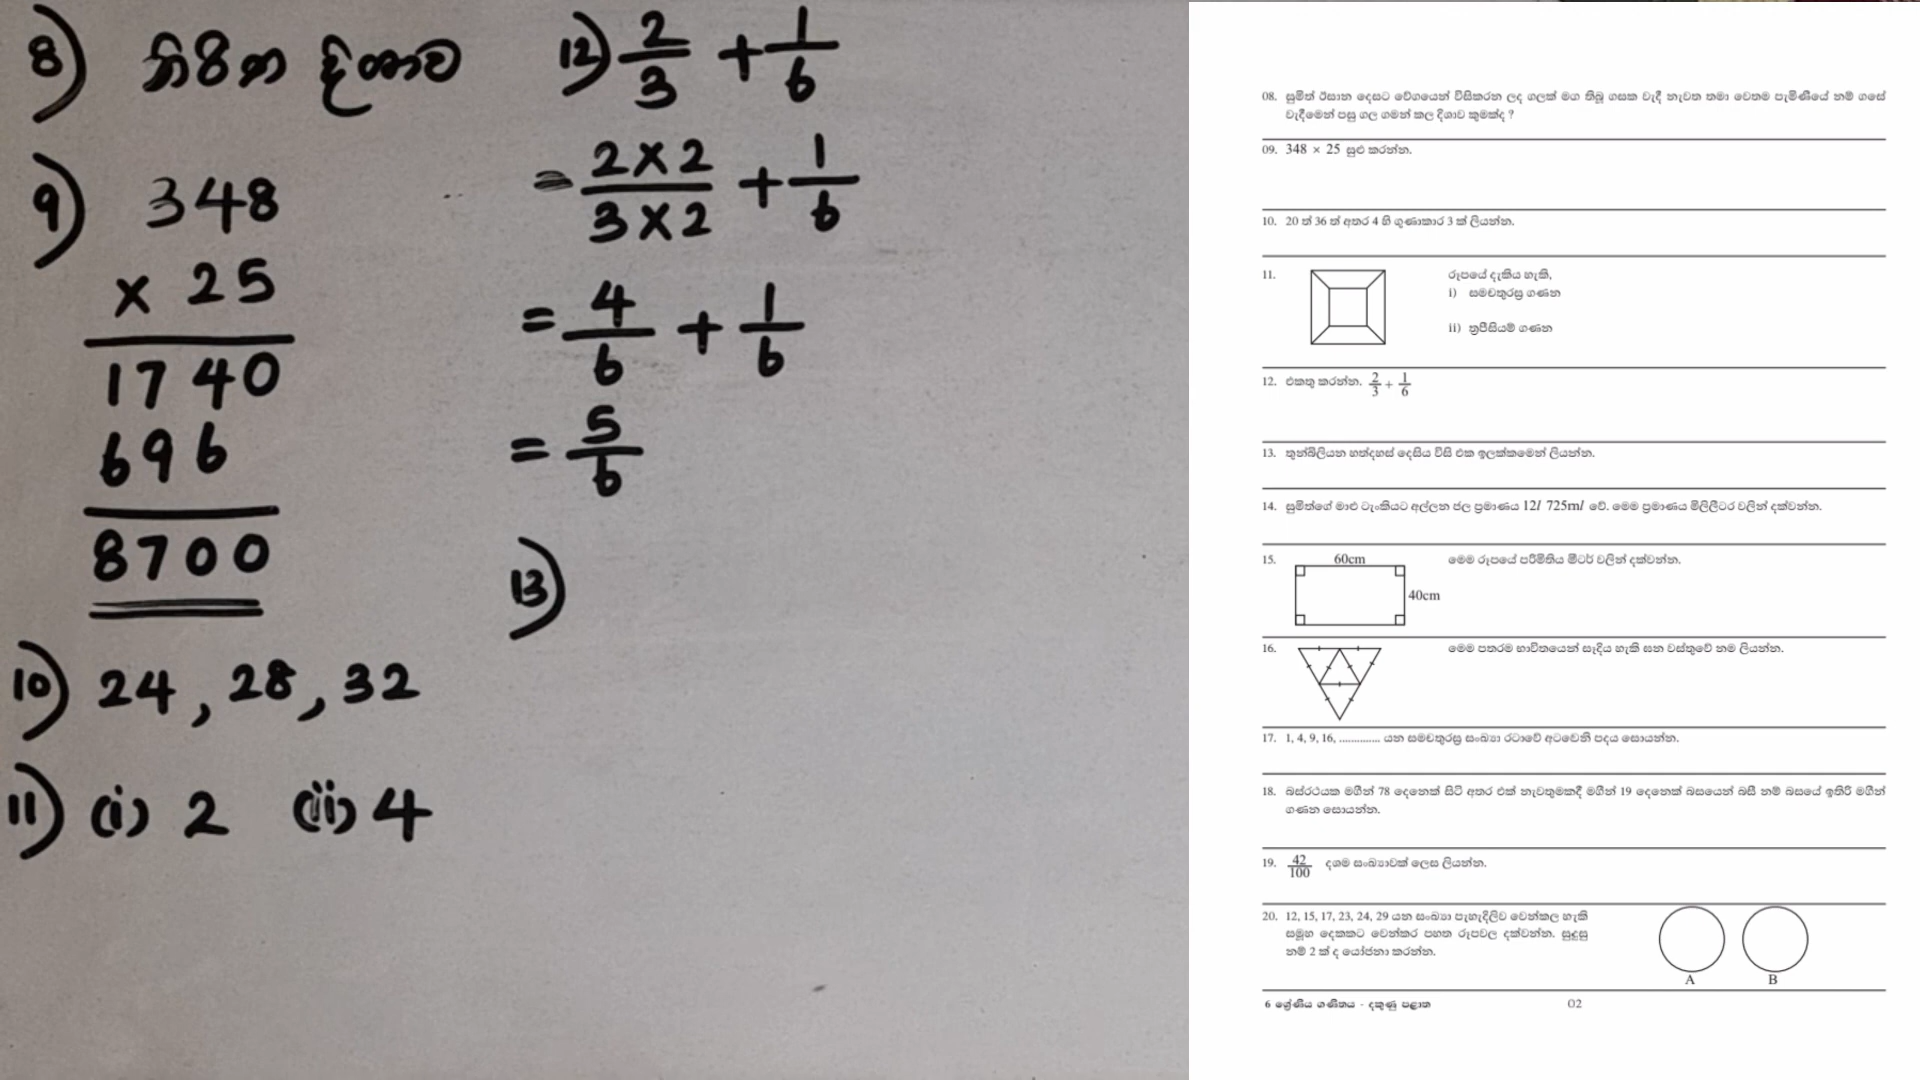 8) නිරිත දිශාව
9) 348
× 25
1740
696
8700
10) 24, 28, 32
11) (i) 2 (ii) 4
12) 2/3 + 1/6
= 2×2/3×2 + 1/6
= 4/6 + 1/6
= 5/6
13)
08. සුමිත් ඊසාන දෙසට වේගයෙන් විසිකරන ලද ගලක් මග තිබූ ගසක වැදී නැවත තමා වෙතම පැමිණියේ නම් ගසේ
වැදීමෙන් පසු ගල ගමන් කල දිශාව කුමක්ද ?
09. 348 × 25 සුළු කරන්න.
10. 20 ත් 36 ත් අතර 4 හි ගුණාකාර 3 ක් ලියන්න.
11. රූපයේ දැකිය හැකි,
i) සමචතුරස්‍ර ගණන
ii) ත්‍රපීසියම් ගණන
12. එකතු කරන්න. 2/3 + 1/6
13. තුන්බිලියන හත්දහස් දෙසිය විසි එක ඉලක්කමෙන් ලියන්න.
14. සුමිත්ගේ මාළු ටැංකියට අල්ලන ජල ප්‍රමාණය 12l 725ml වේ. මෙම ප්‍රමාණය මිලිලීටර වලින් දක්වන්න.
15. 60cm මෙම රූපයේ පරිමිතිය මීටර් වලින් දක්වන්න.
40cm
16. මෙම පතරම භාවිතයෙන් සෑදිය හැකි ඝන වස්තුවේ නම ලියන්න.
17. 1, 4, 9, 16, .............. යන සමචතුරස්‍ර සංඛ්‍යා රටාවේ අටවෙනි පදය සොයන්න.
18. බස්රථයක මගීන් 78 දෙනෙක් සිටි අතර එක් නැවතුමකදී මගීන් 19 දෙනෙක් බසයෙන් බසී නම් බසයේ ඉතිරි මගීන්
ගණන සොයන්න.
19. 42/100 දශම සංඛ්‍යාවක් ලෙස ලියන්න.
20. 12, 15, 17, 23, 24, 29 යන සංඛ්‍යා පැහැදිලිව වෙන්කල හැකි
සමූහ දෙකකට වෙන්කර පහත රූපවල දක්වන්න. සුදුසු
නම් 2 ක් ද යෝජනා කරන්න.
A B
6 ශ්‍රේණිය ගණිතය - දකුණු පළාත 02